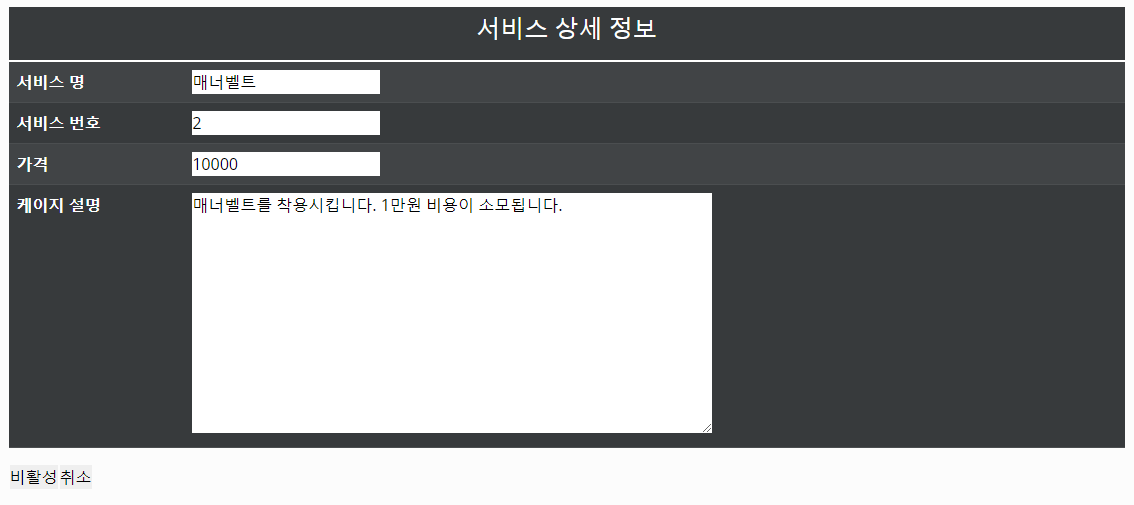 서비스 상세 정보
서비스 명 매너벨트
서비스 번호 2
가격 10000
케이지 설명 매너벨트를 착용시킵니다. 1만원 비용이 소모됩니다.
비활성 취소